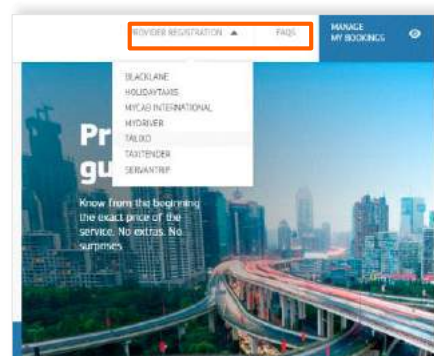 PROVIDER REGISTRATION
FAQS
MANAGE
MY BOOKINGS
BLACKLANE
HOLIDAYTAXIS
MYCAB INTERNATIONAL
MYDRIVER
TALIXO
TAXITENDER
SERVANTRIP
Pr
gu
Know from the beginning
the exact price of the
service. No extras. No
surprises